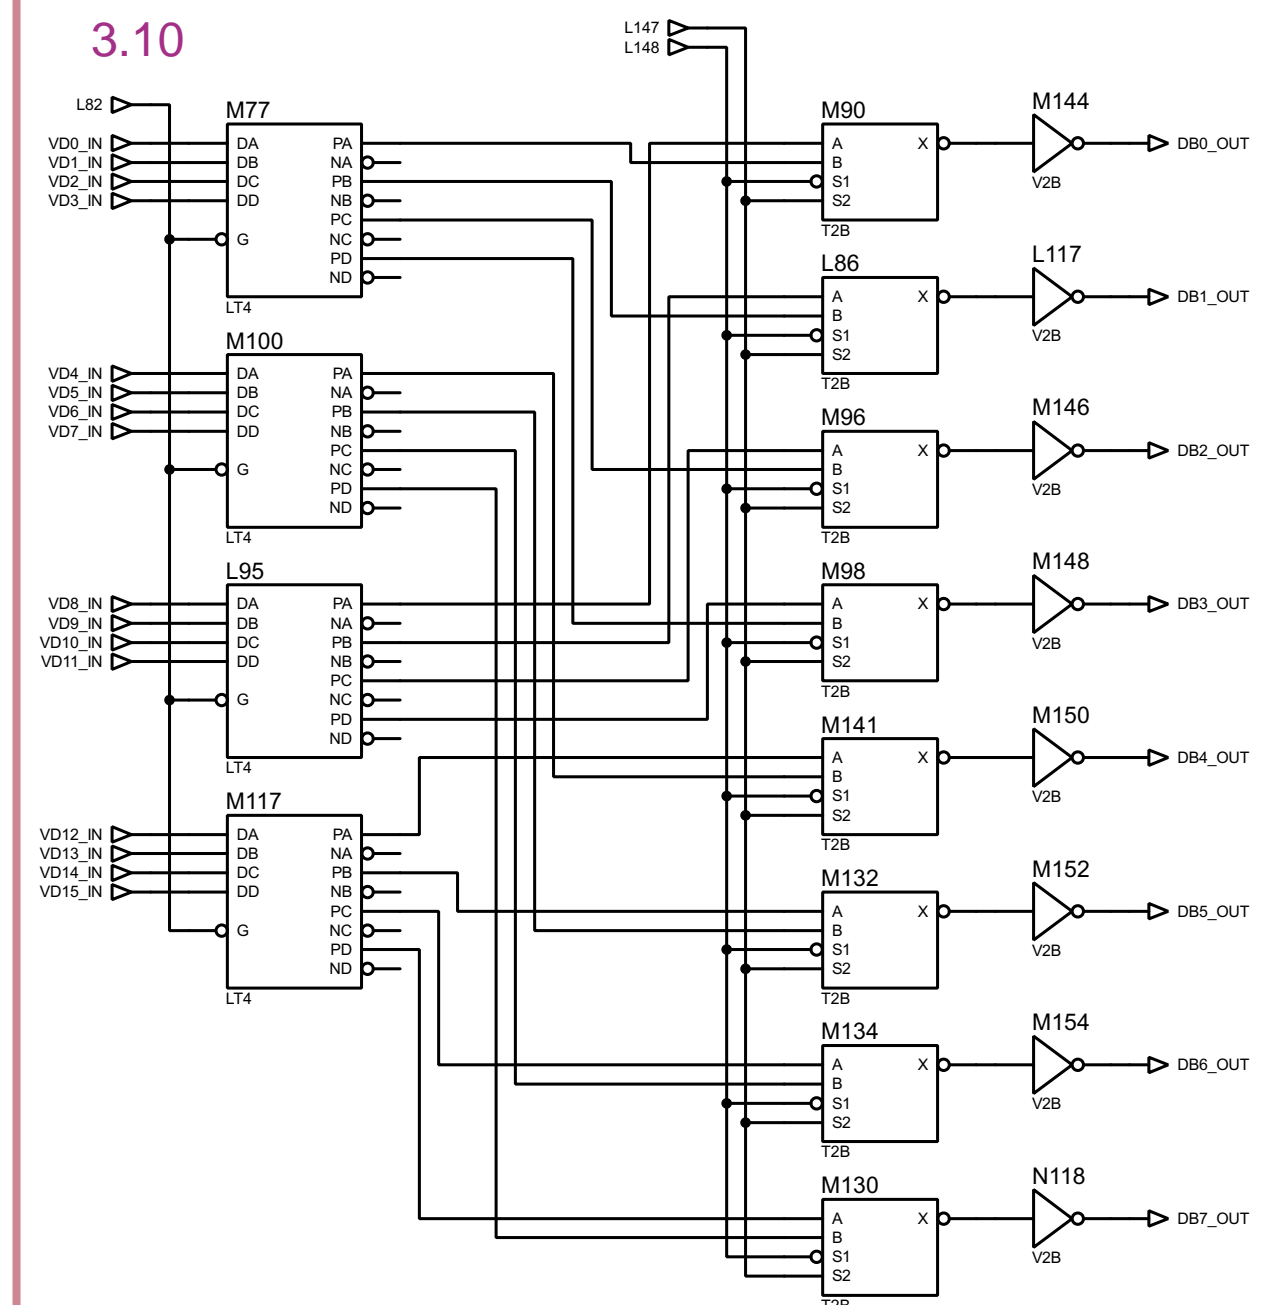 3.10
L147
L148
L82
M77
VD0_IN
VD1_IN
VD2_IN
VD3_IN
DA PA
DB NA
DC PB
DD NB
PC
G NC
PD
ND
LT4
M100
VD4_IN
VD5_IN
VD6_IN
VD7_IN
DA PA
DB NA
DC PB
DD NB
PC
G NC
PD
ND
LT4
L95
VD8_IN
VD9_IN
VD10_IN
VD11_IN
DA PA
DB NA
DC PB
DD NB
PC
G NC
PD
ND
LT4
M117
VD12_IN
VD13_IN
VD14_IN
VD15_IN
DA PA
DB NA
DC PB
DD NB
PC
G NC
PD
ND
LT4
M90
A X
B
S1
S2
T2B
M144
V2B
DB0_OUT
L86
A X
B
S1
S2
T2B
L117
V2B
DB1_OUT
M96
A X
B
S1
S2
T2B
M146
V2B
DB2_OUT
M98
A X
B
S1
S2
T2B
M148
V2B
DB3_OUT
M141
A X
B
S1
S2
T2B
M150
V2B
DB4_OUT
M132
A X
B
S1
S2
T2B
M152
V2B
DB5_OUT
M134
A X
B
S1
S2
T2B
M154
V2B
DB6_OUT
M130
A X
B
S1
S2
T2B
N118
V2B
DB7_OUT